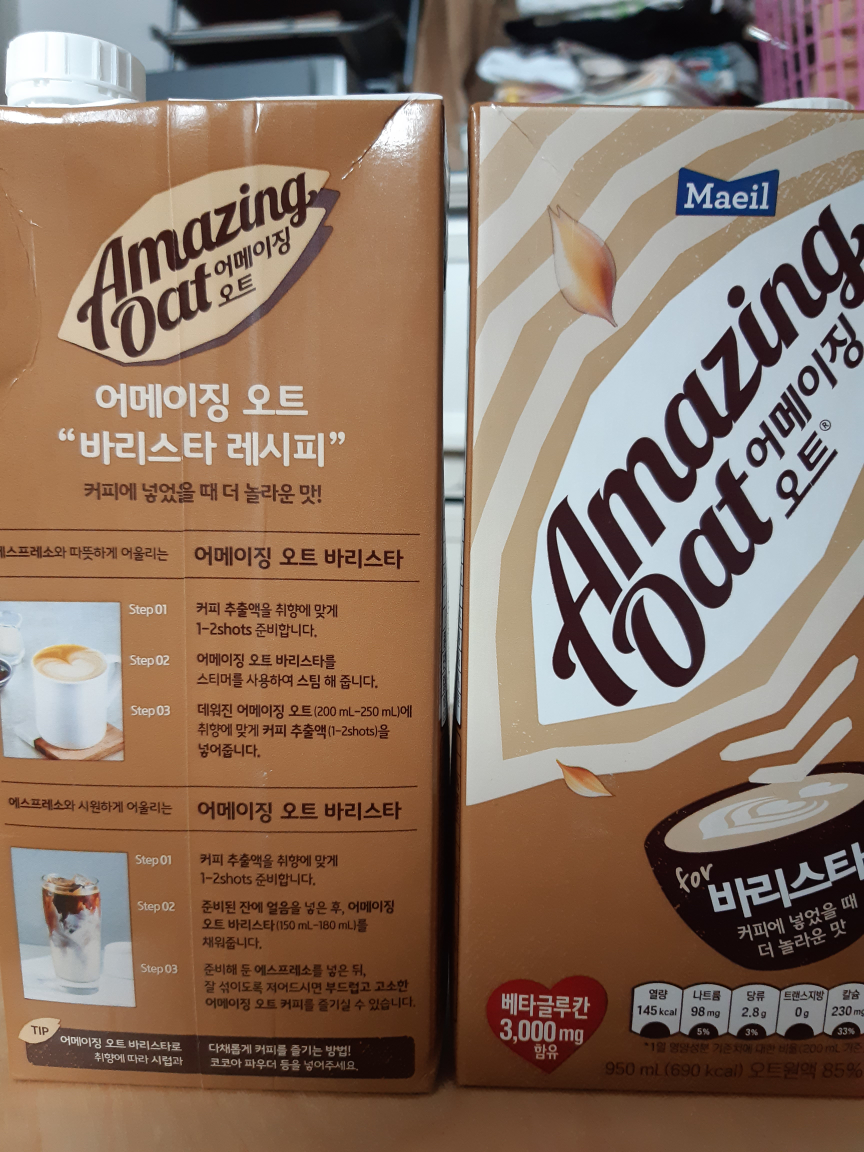 Amazing
Oat 어메이징
오트
어메이징 오트
“바리스타 레시피”
커피에 넣었을 때 더 놀라운 맛!
에스프레소와 따뜻하게 어울리는 어메이징 오트 바리스타
Step 01 커피 추출액을 취향에 맞게
1-2shots 준비합니다.
Step 02 어메이징 오트 바리스타를
스티머를 사용하여 스팀 해 줍니다.
Step 03 데워진 어메이징 오트(200 mL-250 mL)에
취향에 맞게 커피 추출액(1-2shots)을
넣어줍니다.
에스프레소와 시원하게 어울리는 어메이징 오트 바리스타
Step 01 커피 추출액을 취향에 맞게
1-2shots 준비합니다.
Step 02 준비된 잔에 얼음을 넣은 후, 어메이징
오트 바리스타(150 mL-180 mL)를
채워줍니다.
Step 03 준비해 둔 에스프레소를 넣은 뒤,
잘 섞이도록 저어드시면 부드럽고 고소한
어메이징 오트 커피를 즐기실 수 있습니다.
TIP 어메이징 오트 바리스타로 다채롭게 커피를 즐기는 방법!
취향에 따라 시럽과 코코아 파우더 등을 넣어주세요.
Maeil
Amazing
Oat 어메이징
오트®
for 바리스타
커피에 넣었을 때
더 놀라운 맛
베타글루칸
3,000 mg
함유
열량 나트륨 당류 트랜스지방 칼슘
145 kcal 98 mg 2.8 g 0 g 230 mg
5% 3% 33%
*1일 영양성분 기준치에 대한 비율(200 mL 기준
950 mL (690 kcal) 오트원액 85%